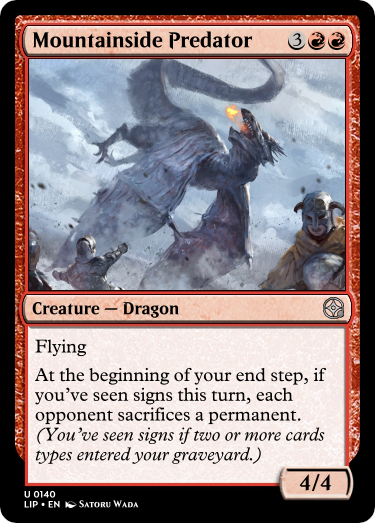 Mountainside Predator 3
Creature — Dragon
Flying
At the beginning of your end step, if
you've seen signs this turn, each
opponent sacrifices a permanent.
(You've seen signs if two or more cards
types entered your graveyard.)
4/4
U 0140
LIP • EN Satoru Wada